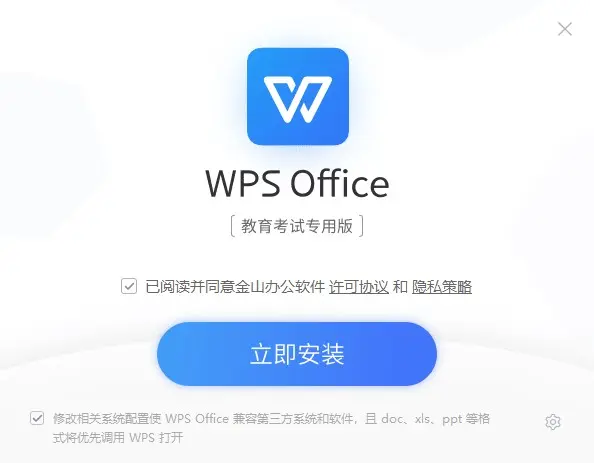 WPS Office
[教育考试专用版]
已阅读并同意金山办公软件 许可协议 和 隐私策略
立即安装
修改相关系统配置使 WPS Office 兼容第三方系统和软件，且 doc、xls、ppt 等格
式将优先调用 WPS 打开